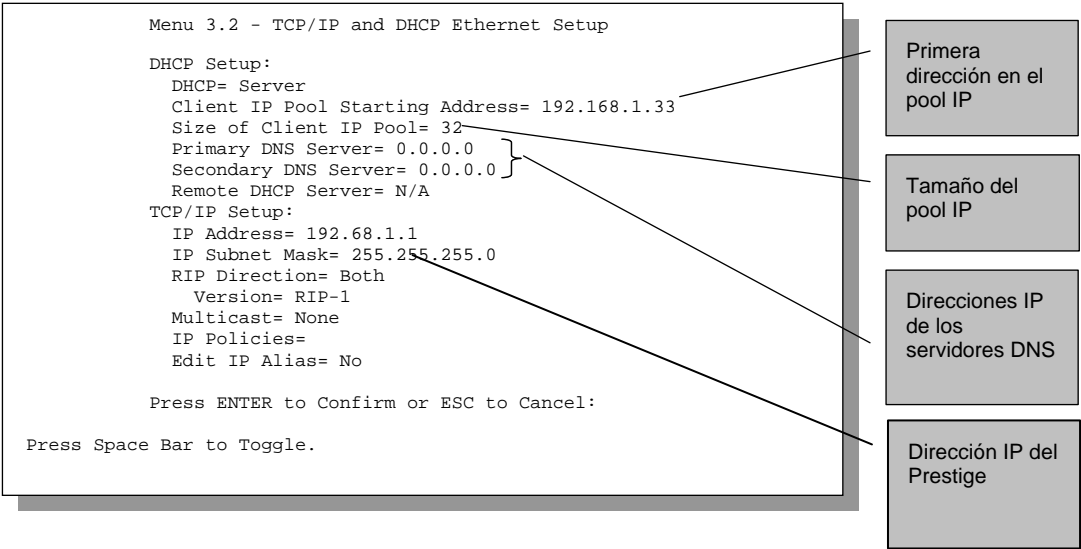 Menu 3.2 - TCP/IP and DHCP Ethernet Setup
DHCP Setup:
DHCP= Server
Client IP Pool Starting Address= 192.168.1.33
Size of Client IP Pool= 32
Primary DNS Server= 0.0.0.0
Secondary DNS Server= 0.0.0.0
Remote DHCP Server= N/A
TCP/IP Setup:
IP Address= 192.68.1.1
IP Subnet Mask= 255.255.255.0
RIP Direction= Both
Version= RIP-1
Multicast= None
IP Policies=
Edit IP Alias= No
Press ENTER to Confirm or ESC to Cancel:
Press Space Bar to Toggle.
Primera
dirección en el
pool IP
Tamaño del
pool IP
Direcciones IP
de los
servidores DNS
Dirección IP del
Prestige